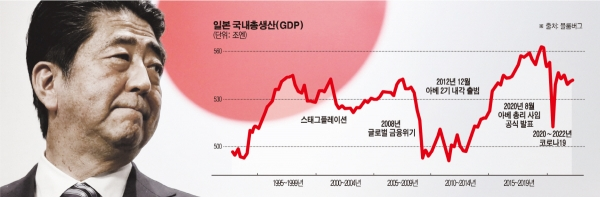 일본 국내총생산(GDP)
(단위: 조엔)
※ 출처: 블룸버그
560
530
500
스태그플레이션
2008년
글로벌 금융위기
2012년 12월
아베 2기 내각 출범
2020년 8월
아베 총리 사임
공식 발표
2020~2022년
코로나19
1995~1999년
2000~2004년
2005~2009년
2010~2014년
2015~2019년